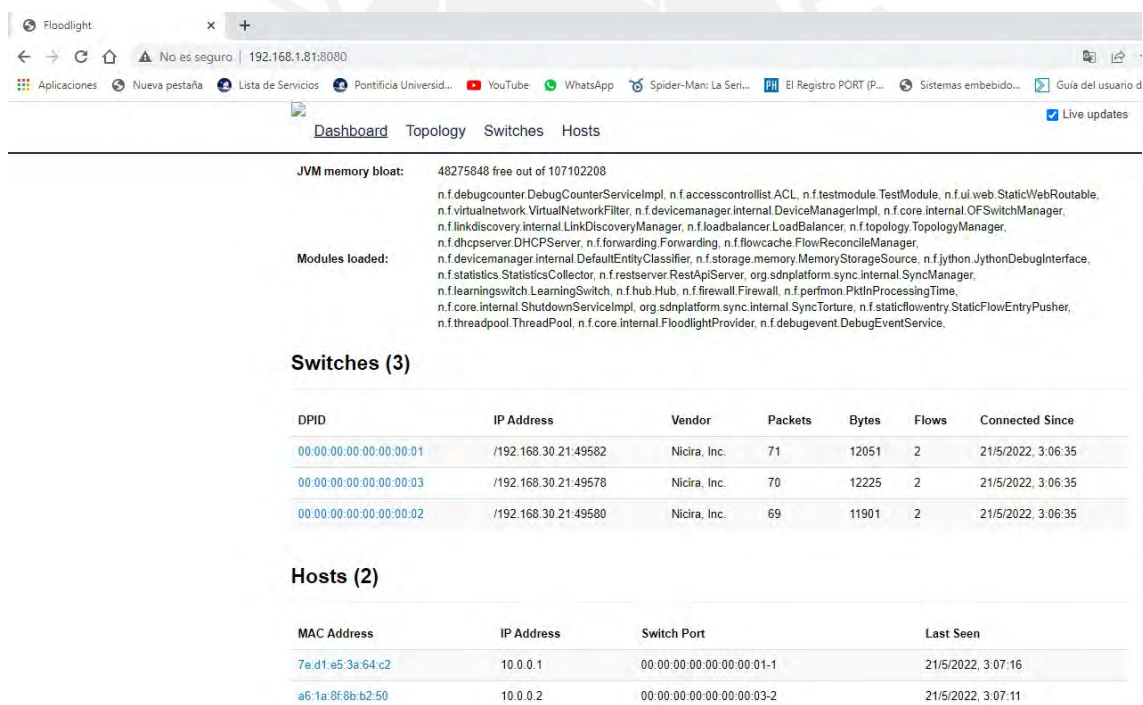 Floodlight
No es seguro | 192.168.1.81:8080
Aplicaciones Nueva pestaña Lista de Servicios Pontificia Universid... YouTube WhatsApp Spider-Man: La Seri... PH El Registro PORT (P... Sistemas embebido... Guía del usuario d
Dashboard Topology Switches Hosts Live updates
JVM memory bloat: 48275848 free out of 107102208
Modules loaded: n.f.debugcounter.DebugCounterServiceImpl, n.f.accesscontrollist.ACL, n.f.testmodule.TestModule, n.f.ui.web.StaticWebRoutable,
n.f.virtualnetwork.VirtualNetworkFilter, n.f.devicemanager.internal.DeviceManagerImpl, n.f.core.internal.OFSwitchManager,
n.f.linkdiscovery.internal.LinkDiscoveryManager, n.f.loadbalancer.LoadBalancer, n.f.topology.TopologyManager,
n.f.dhcpserver.DHCPServer, n.f.forwarding.Forwarding, n.f.flowcache.FlowReconcileManager,
n.f.devicemanager.internal.DefaultEntityClassifier, n.f.storage.memory.MemoryStorageSource, n.f.jython.JythonDebugInterface,
n.f.statistics.StatisticsCollector, n.f.restserver.RestApiServer, org.sdnplatform.sync.internal.SyncManager,
n.f.learningswitch.LearningSwitch, n.f.hub.Hub, n.f.firewall.Firewall, n.f.perfmon.PktInProcessingTime,
n.f.core.internal.ShutdownServiceImpl, org.sdnplatform.sync.internal.SyncTorture, n.f.staticflowentry.StaticFlowEntryPusher,
n.f.threadpool.ThreadPool, n.f.core.internal.FloodlightProvider, n.f.debugevent.DebugEventService,
Switches (3)
DPID IP Address Vendor Packets Bytes Flows Connected Since
00:00:00:00:00:00:00:01 /192.168.30.21:49582 Nicira, Inc. 71 12051 2 21/5/2022, 3:06:35
00:00:00:00:00:00:00:03 /192.168.30.21:49578 Nicira, Inc. 70 12225 2 21/5/2022, 3:06:35
00:00:00:00:00:00:00:02 /192.168.30.21:49580 Nicira, Inc. 69 11901 2 21/5/2022, 3:06:35
Hosts (2)
MAC Address IP Address Switch Port Last Seen
7e:d1:e5:3a:64:c2 10.0.0.1 00:00:00:00:00:00:00:01-1 21/5/2022, 3:07:16
a6:1a:8f:8b:b2:50 10.0.0.2 00:00:00:00:00:00:00:03-2 21/5/2022, 3:07:11